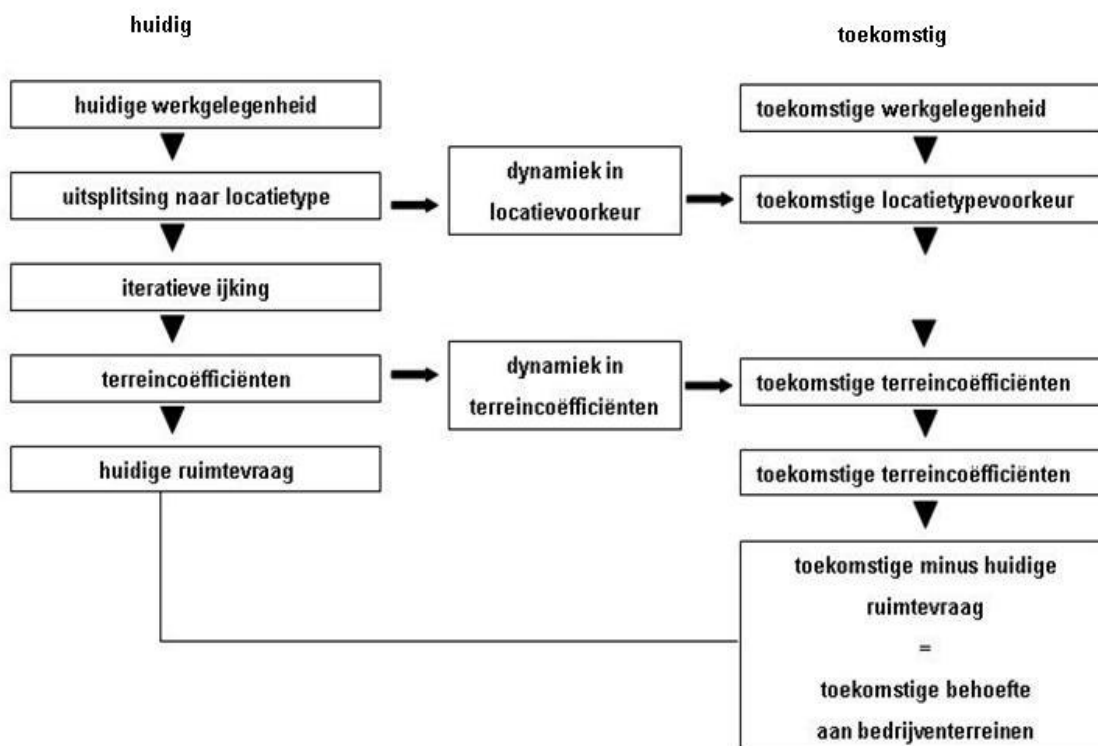 huidig
toekomstig
huidige werkgelegenheid
toekomstige werkgelegenheid
uitsplitsing naar locatietype
dynamiek in
locatievoorkeur
toekomstige locatietypevoorkeur
iteratieve ijking
terreincoëfficiënten
dynamiek in
terreincoëfficiënten
toekomstige terreincoëfficiënten
huidige ruimtevraag
toekomstige terreincoëfficiënten
toekomstige minus huidige
ruimtevraag
=
toekomstige behoefte
aan bedrijventerreinen